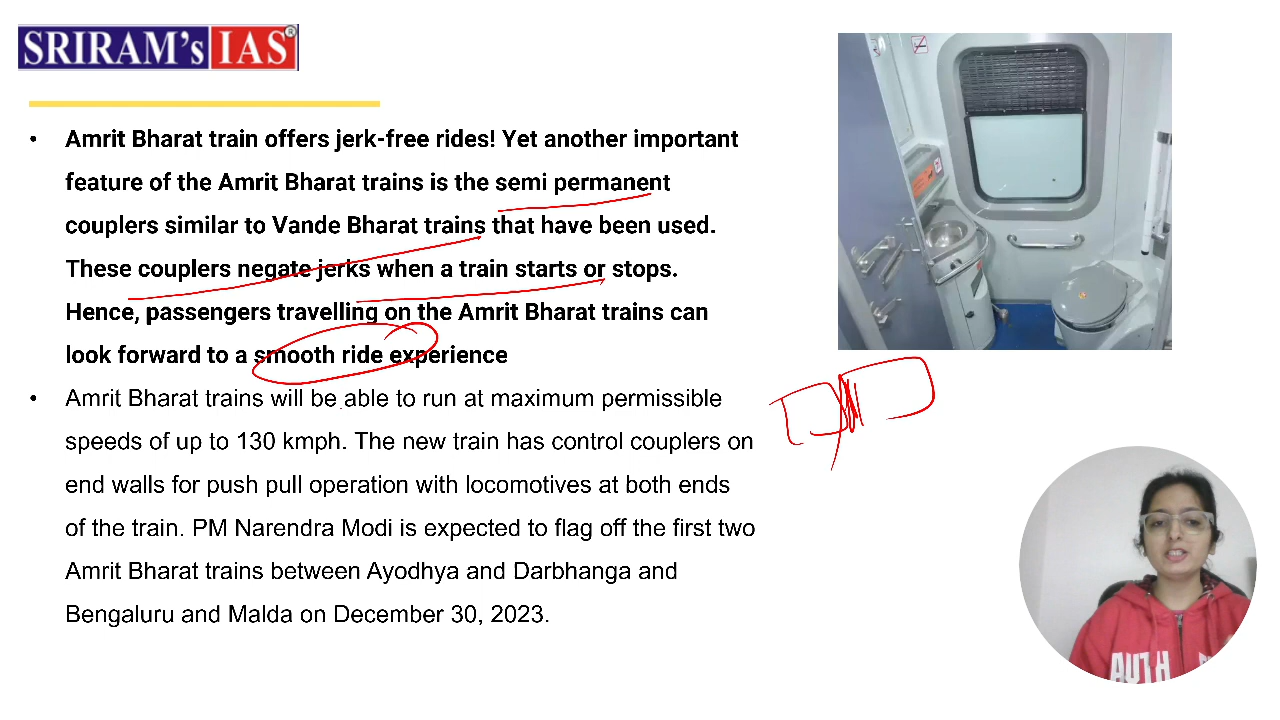 SRIRAM's IAS®
• Amrit Bharat train offers jerk-free rides! Yet another important
feature of the Amrit Bharat trains is the semi permanent
couplers similar to Vande Bharat trains that have been used.
These couplers negate jerks when a train starts or stops.
Hence, passengers travelling on the Amrit Bharat trains can
look forward to a smooth ride experience
• Amrit Bharat trains will be able to run at maximum permissible
speeds of up to 130 kmph. The new train has control couplers on
end walls for push pull operation with locomotives at both ends
of the train. PM Narendra Modi is expected to flag off the first two
Amrit Bharat trains between Ayodhya and Darbhanga and
Bengaluru and Malda on December 30, 2023.